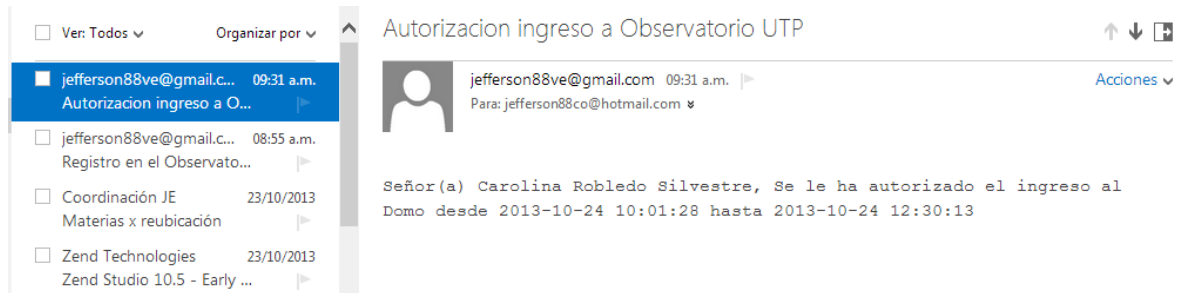 Ver: Todos
Organizar por
jefferson88ve@gmail.c... 09:31 a.m.
Autorizacion ingreso a O...
jefferson88ve@gmail.c... 08:55 a.m.
Registro en el Observato...
Coordinación JE 23/10/2013
Materias x reubicación
Zend Technologies 23/10/2013
Zend Studio 10.5 - Early ...
Autorizacion ingreso a Observatorio UTP
jefferson88ve@gmail.com 09:31 a.m.
Acciones
Para: jefferson88co@hotmail.com
Señor(a) Carolina Robledo Silvestre, Se le ha autorizado el ingreso al
Domo desde 2013-10-24 10:01:28 hasta 2013-10-24 12:30:13